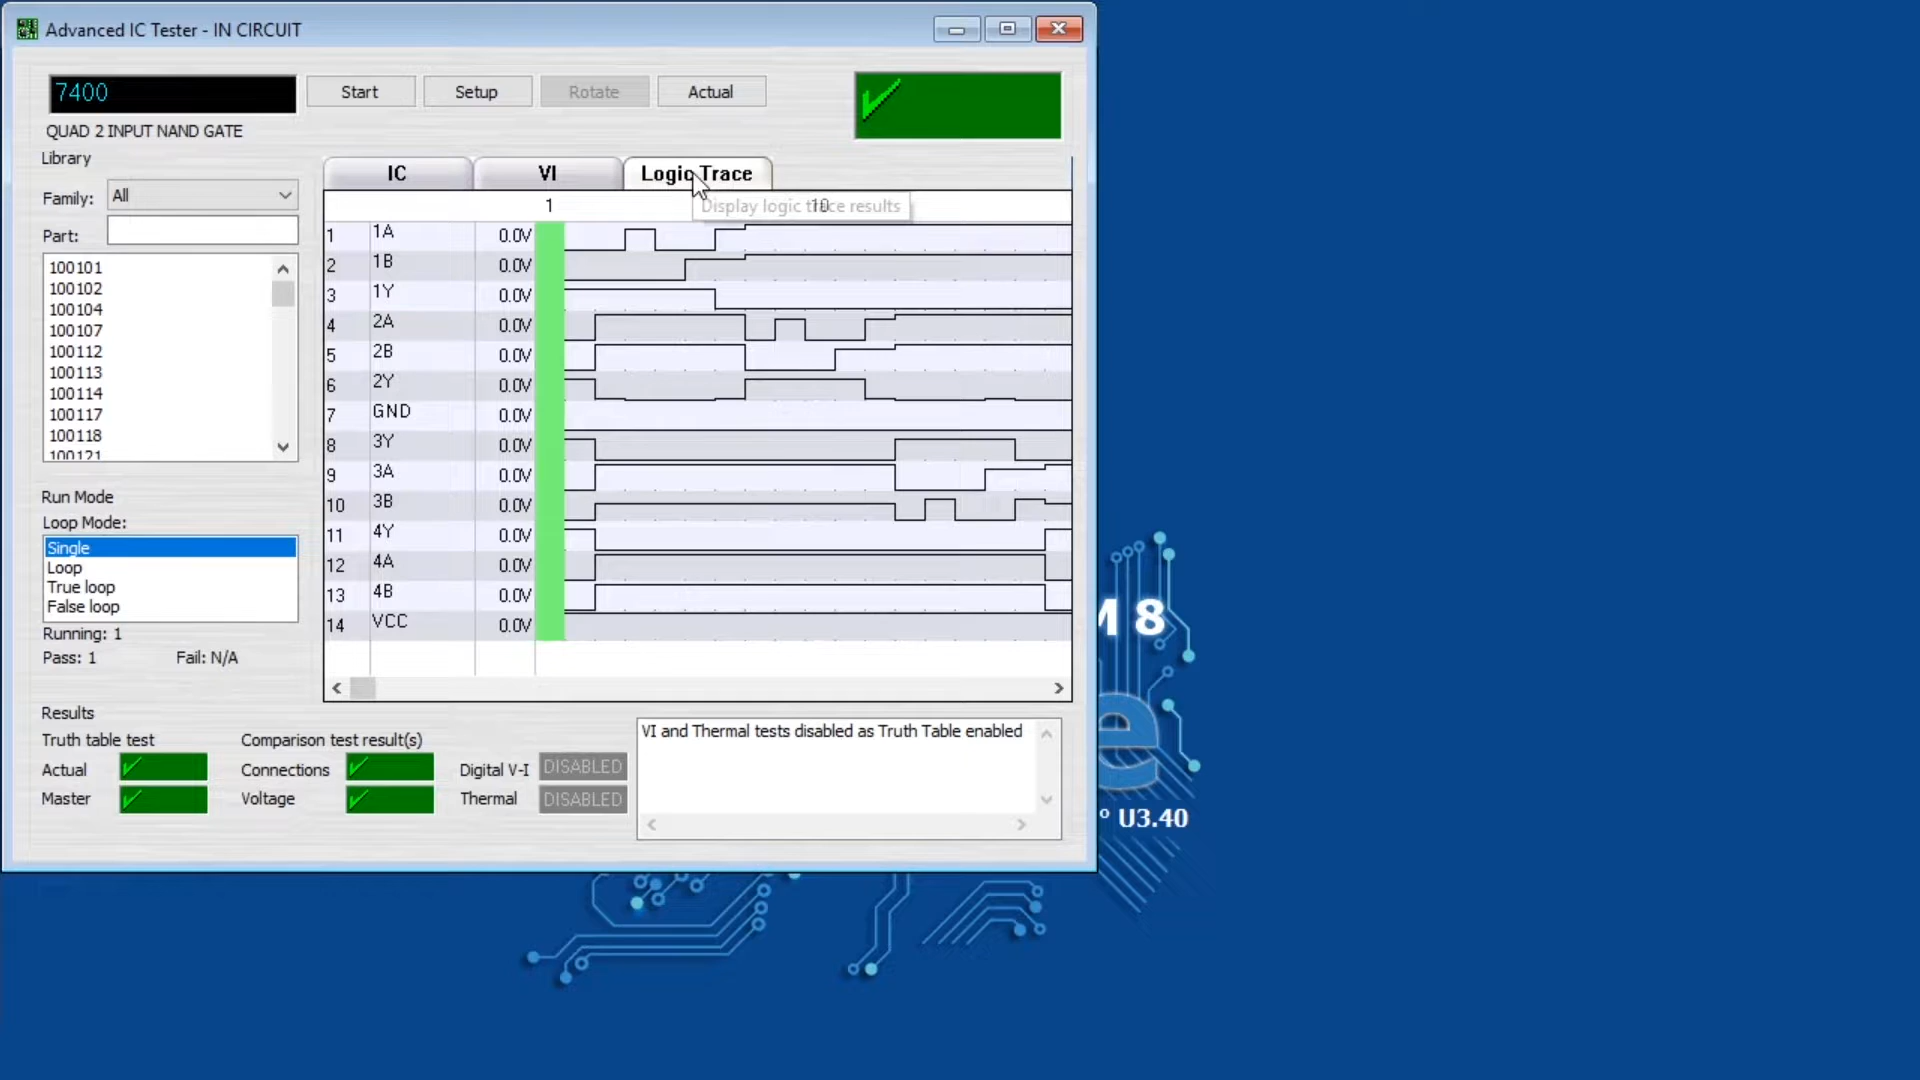 Advanced IC Tester - IN CIRCUIT
7400
Start
Setup
Rotate
Actual
QUAD 2 INPUT NAND GATE
Library
Family:
All
Part:
100101
100102
100104
100107
100112
100113
100114
100117
100118
100121
Run Mode
Loop Mode:
Single
Loop
True loop
False loop
Running: 1
Pass: 1
Fail: N/A
IC
VI
Logic Trace
1
10
Display logic trace results
1 1A 0.0V
2 1B 0.0V
3 1Y 0.0V
4 2A 0.0V
5 2B 0.0V
6 2Y 0.0V
7 GND 0.0V
8 3Y 0.0V
9 3A 0.0V
10 3B 0.0V
11 4Y 0.0V
12 4A 0.0V
13 4B 0.0V
14 VCC 0.0V
Results
Truth table test
Actual
Master
Comparison test result(s)
Connections
Voltage
Digital V-I
DISABLED
Thermal
DISABLED
VI and Thermal tests disabled as Truth Table enabled
8
e
U3.40